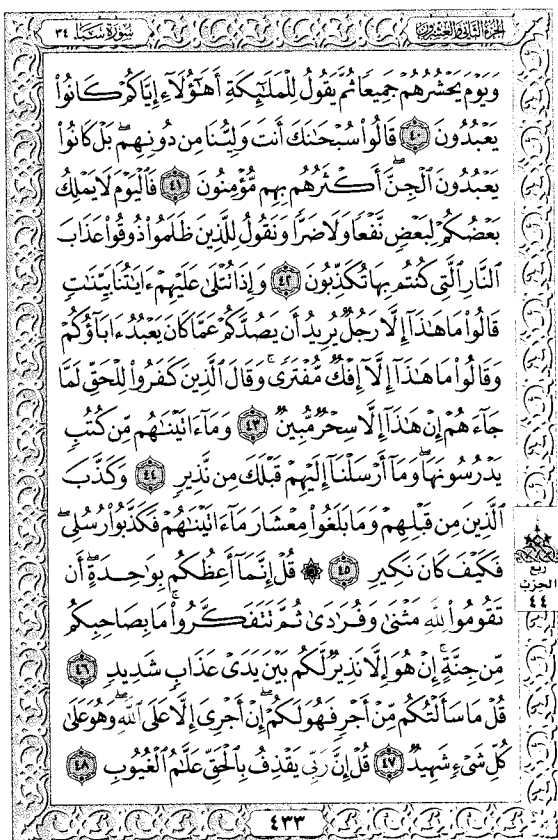 الجزء الثاني والعشرون
سورة سبأ ٣٤
وَيَوْمَ يَحْشُرُهُمْ جَمِيعًا ثُمَّ يَقُولُ لِلْمَلَٰٓئِكَةِ أَهَٰٓؤُلَآءِ إِيَّاكُمْ كَانُوا۟
يَعْبُدُونَ ٤٠ قَالُوا۟ سُبْحَٰنَكَ أَنتَ وَلِيُّنَا مِن دُونِهِم ۖ بَلْ كَانُوا۟
يَعْبُدُونَ ٱلْجِنَّ ۖ أَكْثَرُهُم بِهِم مُّؤْمِنُونَ ٤١ فَٱلْيَوْمَ لَا يَمْلِكُ
بَعْضُكُمْ لِبَعْضٍ نَّفْعًا وَلَا ضَرًّا وَنَقُولُ لِلَّذِينَ ظَلَمُوا۟ ذُوقُوا۟ عَذَابَ
ٱلنَّارِ ٱلَّتِى كُنتُم بِهَا تُكَذِّبُونَ ٤٢ وَإِذَا تُتْلَىٰ عَلَيْهِمْ ءَايَٰتُنَا بَيِّنَٰتٍ
قَالُوا۟ مَا هَٰذَآ إِلَّا رَجُلٌ يُرِيدُ أَن يَصُدَّكُمْ عَمَّا كَانَ يَعْبُدُ ءَابَآؤُكُمْ
وَقَالُوا۟ مَا هَٰذَآ إِلَّآ إِفْكٌ مُّفْتَرًى ۚ وَقَالَ ٱلَّذِينَ كَفَرُوا۟ لِلْحَقِّ لَمَّا
جَآءَهُمْ إِنْ هَٰذَآ إِلَّا سِحْرٌ مُّبِينٌ ٤٣ وَمَآ ءَاتَيْنَٰهُم مِّن كُتُبٍ
يَدْرُسُونَهَا ۖ وَمَآ أَرْسَلْنَآ إِلَيْهِمْ قَبْلَكَ مِن نَّذِيرٍ ٤٤ وَكَذَّبَ
ٱلَّذِينَ مِن قَبْلِهِمْ وَمَا بَلَغُوا۟ مِعْشَارَ مَآ ءَاتَيْنَٰهُمْ فَكَذَّبُوا۟ رُسُلِى ۖ
فَكَيْفَ كَانَ نَكِيرِ ٤٥ ۞ قُلْ إِنَّمَآ أَعِظُكُم بِوَٰحِدَةٍ ۖ أَن
تَقُومُوا۟ لِلَّهِ مَثْنَىٰ وَفُرَٰدَىٰ ثُمَّ تَتَفَكَّرُوا۟ ۚ مَا بِصَاحِبِكُم
مِّن جِنَّةٍ ۚ إِنْ هُوَ إِلَّا نَذِيرٌ لَّكُم بَيْنَ يَدَىْ عَذَابٍ شَدِيدٍ ٤٦
قُلْ مَا سَأَلْتُكُم مِّنْ أَجْرٍ فَهُوَ لَكُمْ ۖ إِنْ أَجْرِىَ إِلَّا عَلَى ٱللَّهِ ۖ وَهُوَ عَلَىٰ
كُلِّ شَىْءٍ شَهِيدٌ ٤٧ قُلْ إِنَّ رَبِّى يَقْذِفُ بِٱلْحَقِّ عَلَّٰمُ ٱلْغُيُوبِ ٤٨
ربع
الحزب
٤٤
٤٣٣